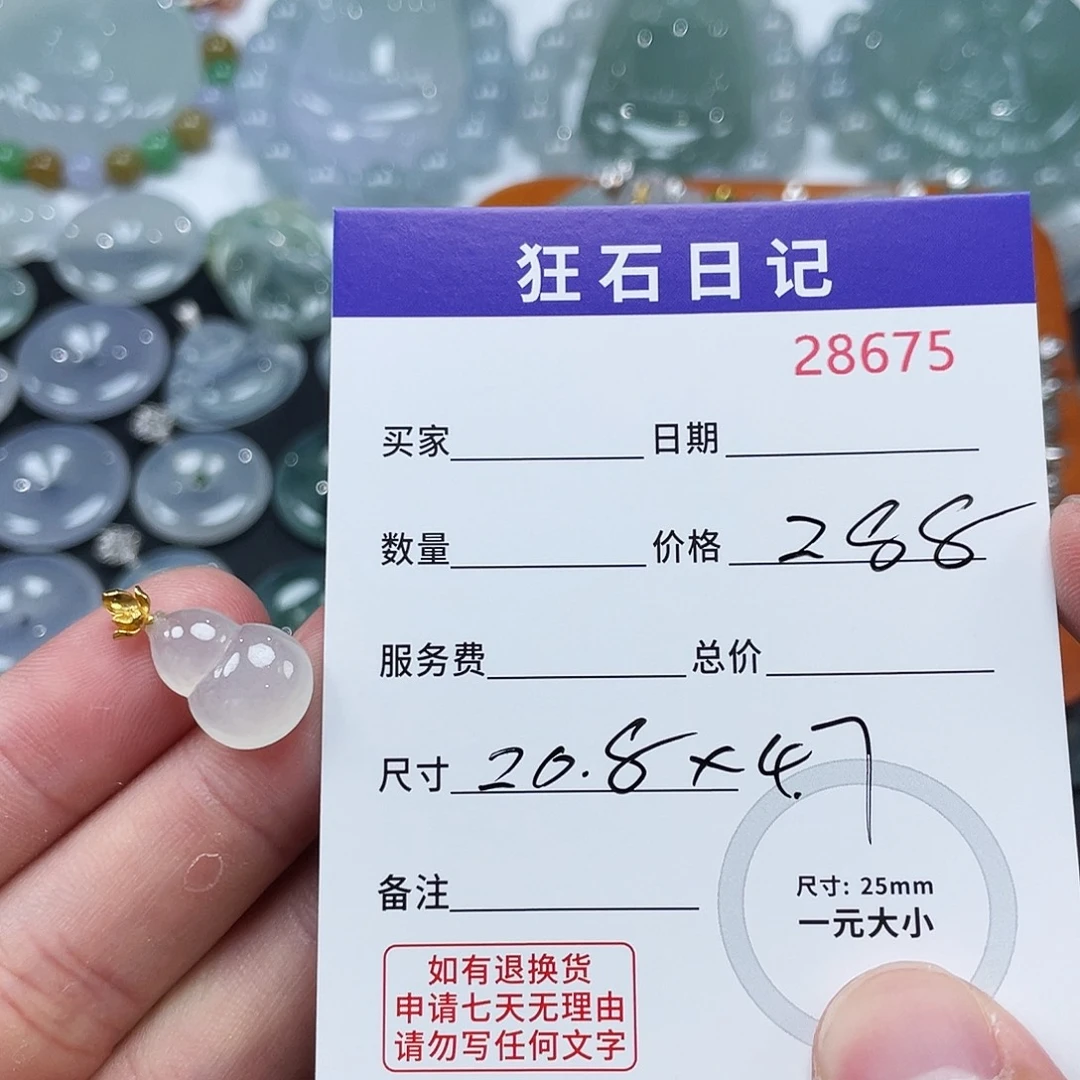 狂石日记
28675
买家 日期
数量 价格 288
服务费 总价
尺寸 20.8×4.7
尺寸: 25mm
一元大小
备注
如有退换货
申请七天无理由
请勿写任何文字